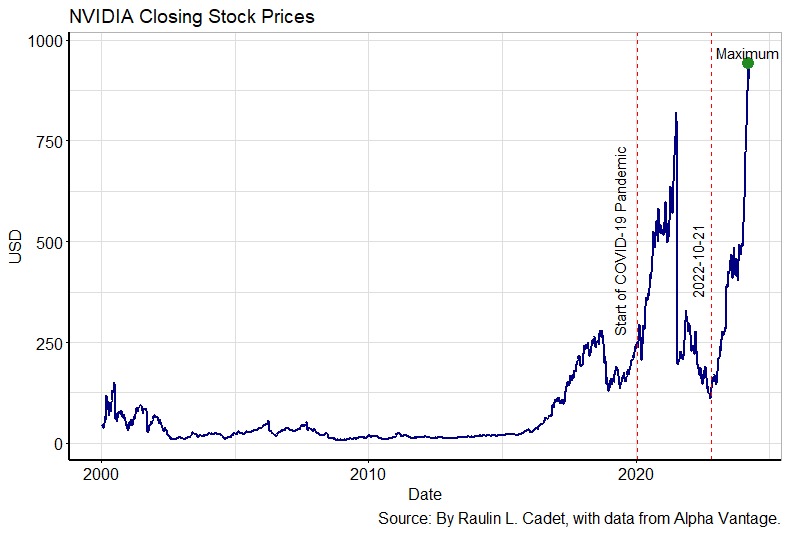 NVIDIA Closing Stock Prices
1000
750
500
250
0
USD
Start of COVID-19 Pandemic
2022-10-21
Maximum
2000
2010
2020
Date
Source: By Raulin L. Cadet, with data from Alpha Vantage.